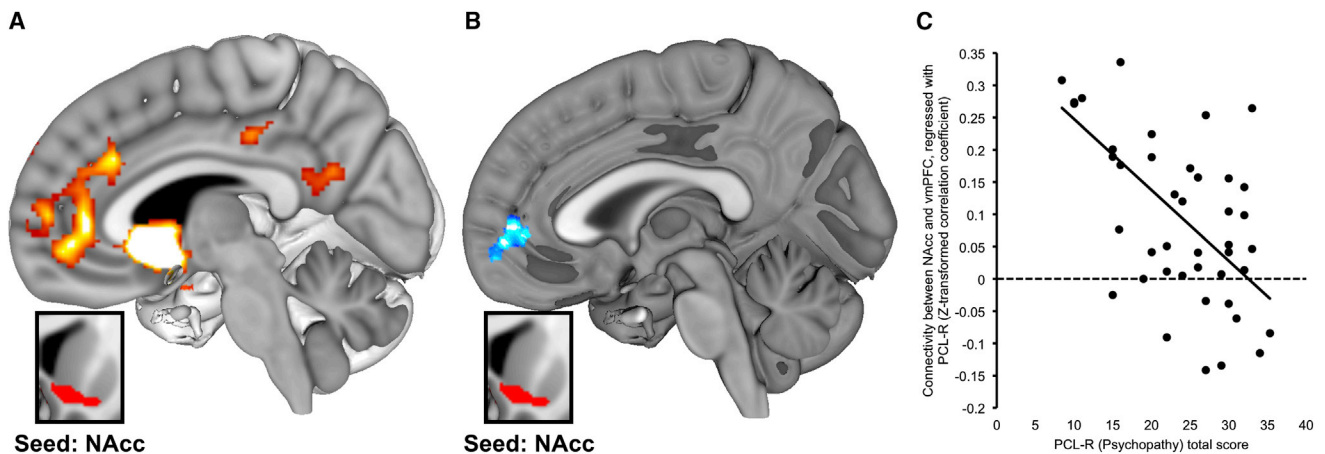 A
Seed: NAcc
B
Seed: NAcc
C
Connectivity between NAcc and vmPFC, regressed with
PCL-R (Z-transformed correlation coefficient)
0.35
0.3
0.25
0.2
0.15
0.1
0.05
0
-0.05
-0.1
-0.15
-0.2
0 5 10 15 20 25 30 35 40
PCL-R (Psychopathy) total score